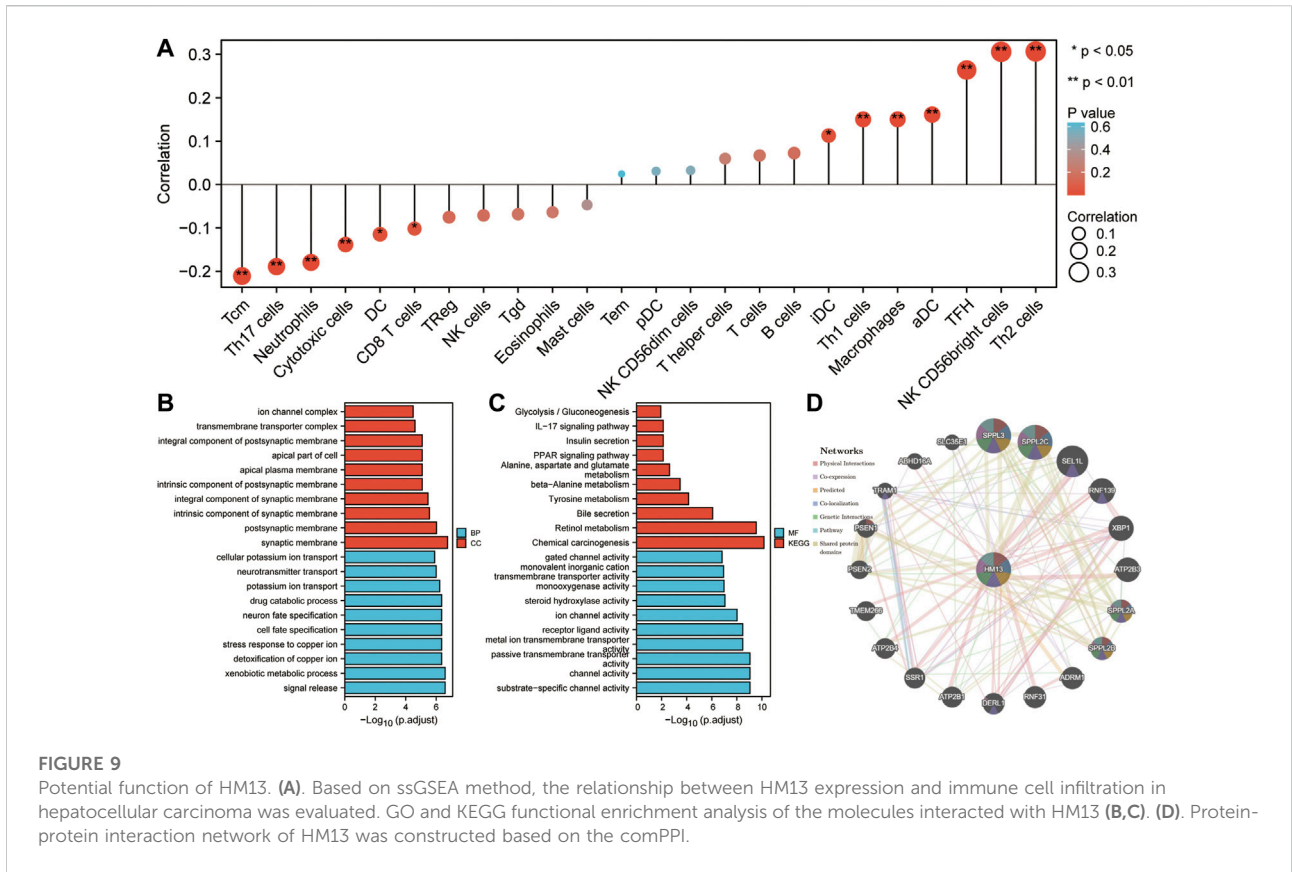 A
0.3
0.2
0.1
0.0
−0.1
−0.2
Correlation
Tcm
Th17 cells
Neutrophils
Cytotoxic cells
DC
CD8 T cells
TReg
NK cells
Tgd
Eosinophils
Mast cells
Tem
pDC
NK CD56dim cells
T helper cells
T cells
B cells
iDC
Th1 cells
Macrophages
aDC
TFH
NK CD56bright cells
Th2 cells
** ** ** ** * * * ** ** ** ** ** **
* p < 0.05
** p < 0.01
P value
0.6
0.4
0.2
Correlation
0.1
0.2
0.3
B
ion channel complex
transmembrane transporter complex
integral component of postsynaptic membrane
apical part of cell
apical plasma membrane
intrinsic component of postsynaptic membrane
integral component of synaptic membrane
intrinsic component of synaptic membrane
postsynaptic membrane
synaptic membrane
cellular potassium ion transport
neurotransmitter transport
potassium ion transport
drug catabolic process
neuron fate specification
cell fate specification
stress response to copper ion
detoxification of copper ion
xenobiotic metabolic process
signal release
0 2 4 6
−Log10 (p.adjust)
BP
CC
C
Glycolysis / Gluconeogenesis
IL−17 signaling pathway
Insulin secretion
PPAR signaling pathway
Alanine, aspartate and glutamate
metabolism
beta−Alanine metabolism
Tyrosine metabolism
Bile secretion
Retinol metabolism
Chemical carcinogenesis
gated channel activity
monovalent inorganic cation
transmembrane transporter activity
monooxygenase activity
steroid hydroxylase activity
ion channel activity
receptor ligand activity
metal ion transmembrane transporter
activity
passive transmembrane transporter
activity
channel activity
substrate−specific channel activity
0 2 4 6 8 10
−Log10 (p.adjust)
MF
KEGG
D
Networks
Physical Interactions
Co-expression
Predicted
Co-localization
Genetic Interactions
Pathway
Shared protein
domains
SPPL3
SPPL2C
SEL1L
RNF139
XBP1
ATP2B3
SPPL2A
SPPL2B
ADRM1
RNF31
DERL1
ATP2B1
SSR1
ATP2B4
PSEN2
PSEN1
TRAM1
ABHD16A
SLC35E1
HM13
FIGURE 9
Potential function of HM13. (A). Based on ssGSEA method, the relationship between HM13 expression and immune cell infiltration in
hepatocellular carcinoma was evaluated. GO and KEGG functional enrichment analysis of the molecules interacted with HM13 (B,C). (D). Protein-
protein interaction network of HM13 was constructed based on the comPPI.